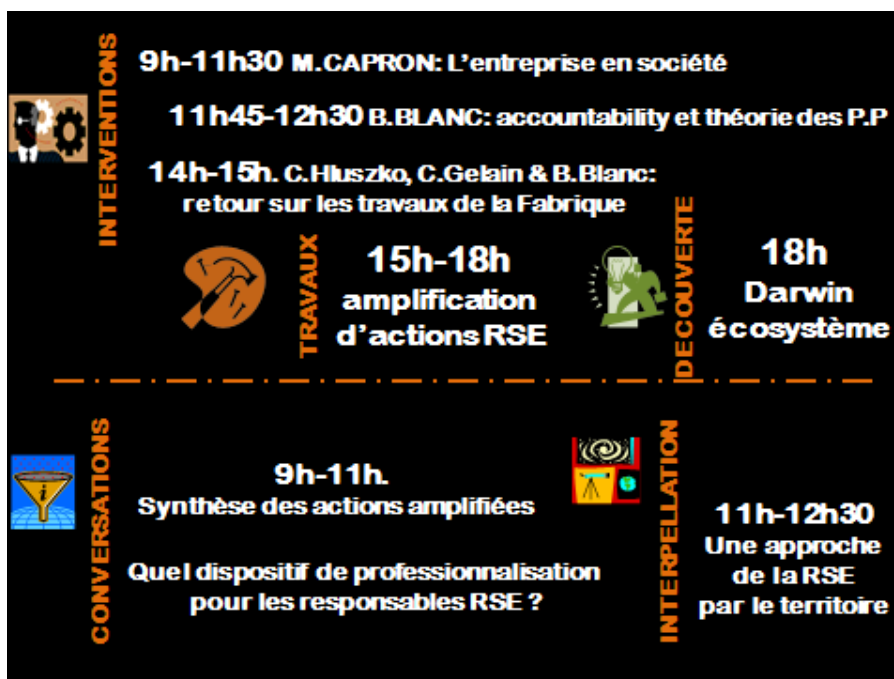 INTERVENTIONS
9h-11h30 M.CAPRON: L'entreprise en société
11h45-12h30 B.BLANC: accountability et théorie des P.P
14h-15h. C.Hluszko, C.Gelain & B.Blanc:
retour sur les travaux de la Fabrique
TRAVAUX
15h-18h
amplification
d'actions RSE
DECOUVERTE
18h
Darwin
écosystème
CONVERSATIONS
9h-11h.
Synthèse des actions amplifiées
Quel dispositif de professionnalisation
pour les responsables RSE ?
INTERPELLATION
11h-12h30
Une approche
de la RSE
par le territoire